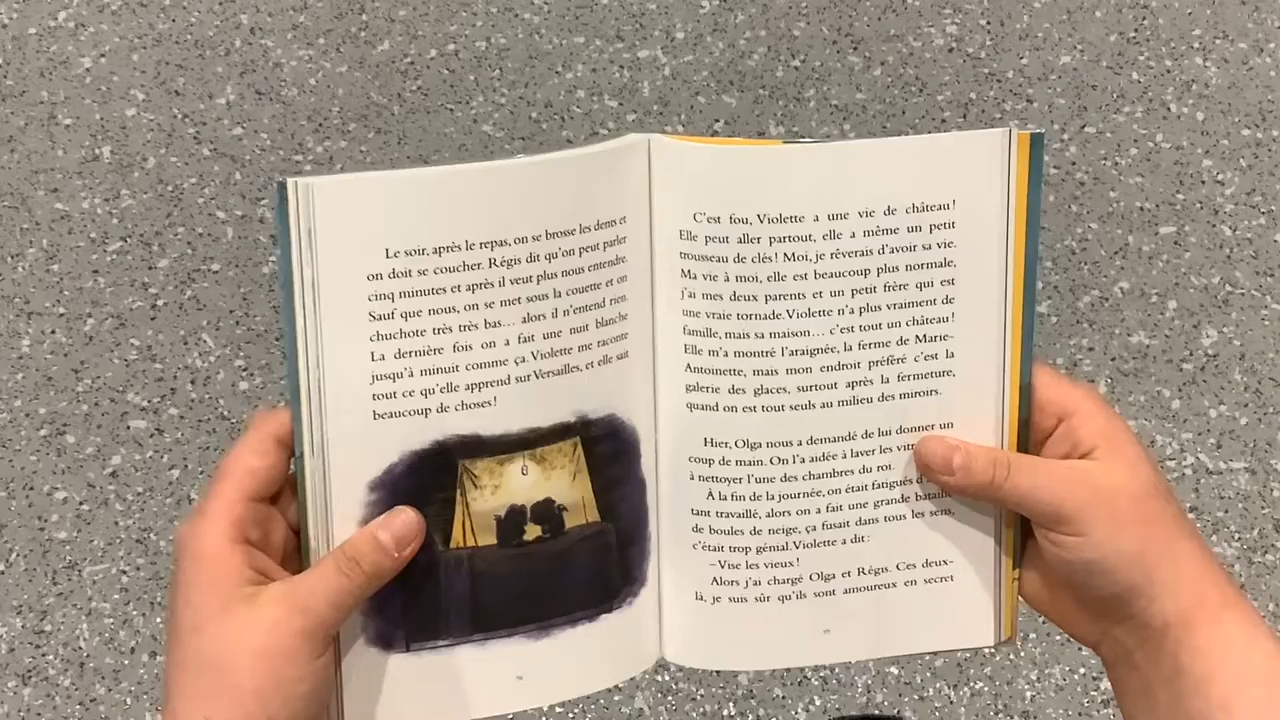 Le soir, après le repas, on se brosse les dents et
on doit se coucher. Régis dit qu'on peut parler
cinq minutes et après il veut plus nous entendre.
Sauf que nous, on se met sous la couette et on
chuchote très très bas... alors il n'entend rien.
La dernière fois on a fait une nuit blanche
jusqu'à minuit comme ça. Violette me raconte
tout ce qu'elle apprend sur Versailles, et elle sait
beaucoup de choses !
C'est fou, Violette a une vie de château !
Elle peut aller partout, elle a même un petit
trousseau de clés ! Moi, je rêverais d'avoir sa vie.
Ma vie à moi, elle est beaucoup plus normale,
j'ai mes deux parents et un petit frère qui est
une vraie tornade. Violette n'a plus vraiment de
famille, mais sa maison... c'est tout un château !
Elle m'a montré l'araignée, la ferme de Marie-
Antoinette, mais mon endroit préféré c'est la
galerie des glaces, surtout après la fermeture,
quand on est tout seuls au milieu des miroirs.
Hier, Olga nous a demandé de lui donner un
coup de main. On l'a aidée à laver les
à nettoyer l'une des chambres du roi.
À la fin de la journée, on était fatigués
tant travaillé, alors on a fait une grande bataille
de boules de neige, ça fusait dans tous les sens,
c'était trop génial. Violette a dit :
– Vise les vieux !
Alors j'ai chargé Olga et Régis. Ces deux-
là, je suis sûr qu'ils sont amoureux en secret